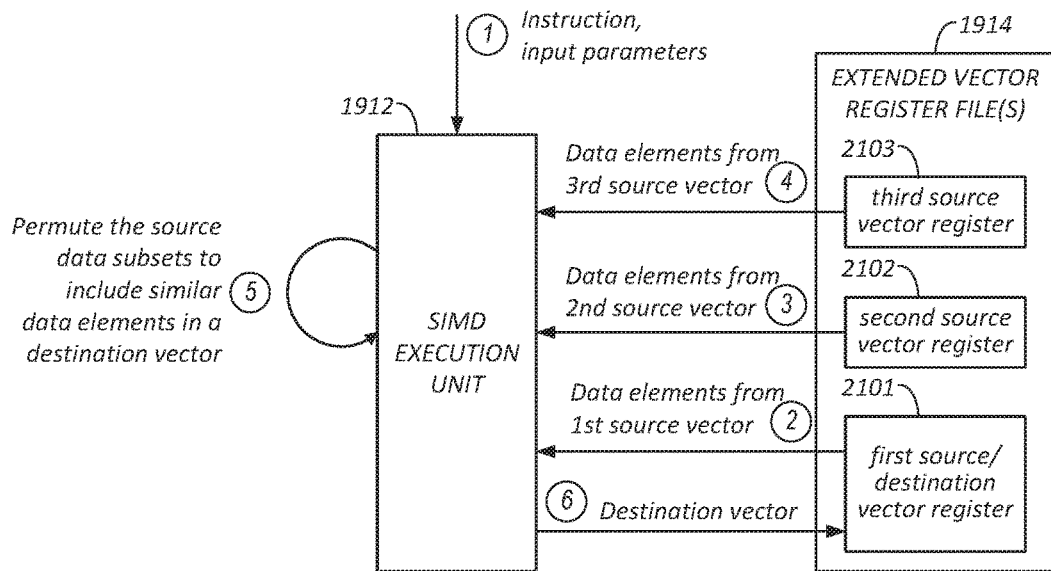 1
Instruction,
input parameters
1914
EXTENDED VECTOR
REGISTER FILE(S)
1912
Data elements from
3rd source vector
4
2103
third source
vector register
Permute the source
data subsets to
include similar
data elements in a
destination vector
5
SIMD
EXECUTION
UNIT
Data elements from
2nd source vector
3
2102
second source
vector register
Data elements from
1st source vector
2
2101
first source/
destination
vector register
6
Destination vector